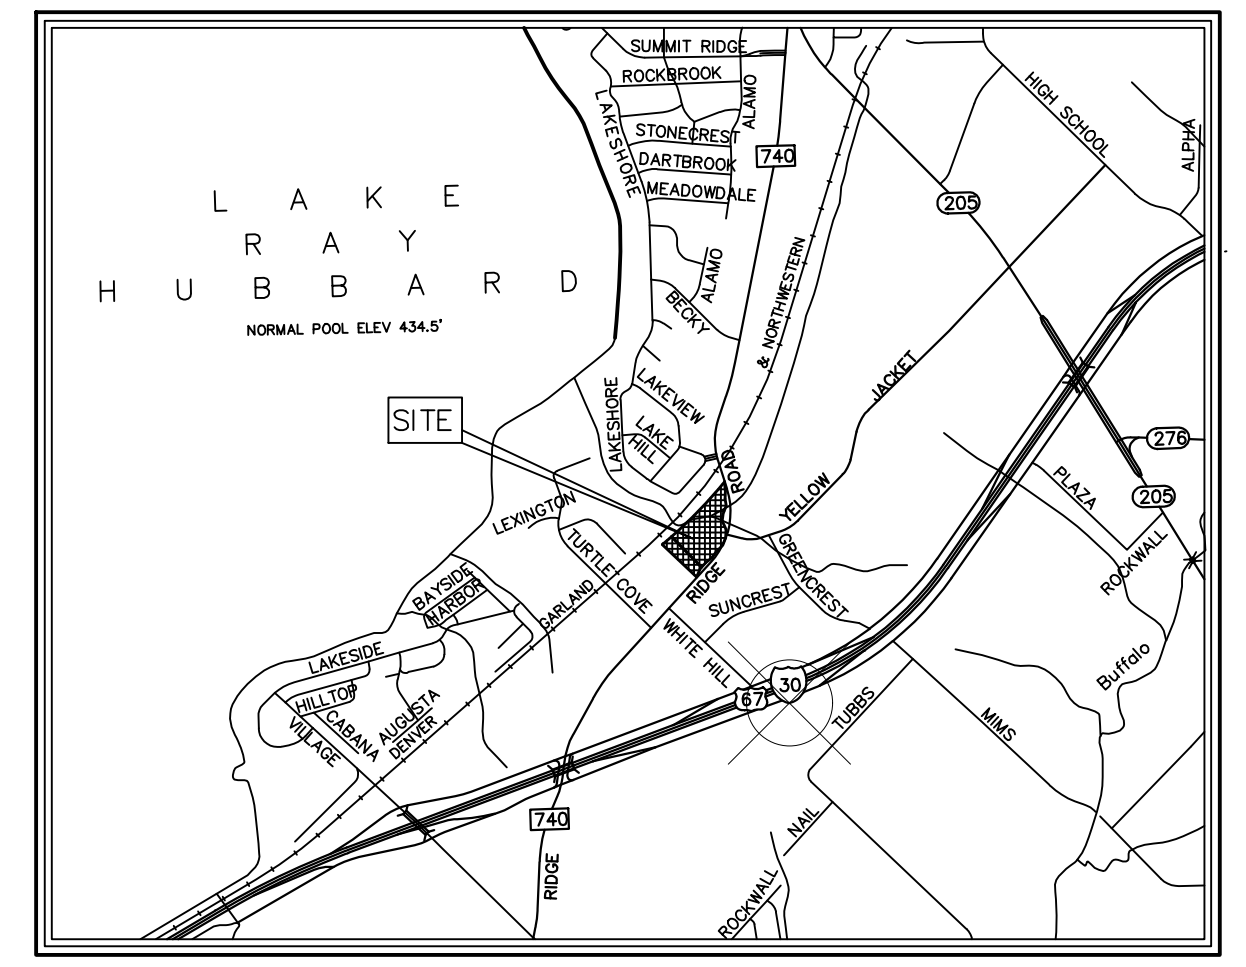 SUMMIT RIDGE
ROCKBROOK
LAKESHORE
ALAMO
STONECREST
DARTBROOK
MEADOWDALE
740
HIGH SCHOOL
ALPHA
205
L A K E
R A Y
H U B B A R D
NORMAL POOL ELEV 434.5'
ALAMO
BECKY
& NORTHWESTERN
JACKET
LAKESHORE
LAKEVIEW
LAKE
HILL
SITE
ROAD
YELLOW
276
205
PLAZA
ROCKWALL
LEXINGTON
TURTLE COVE
GREENCREST
RIDGE
SUNCREST
BAYSIDE
HARBOR
GARLAND
WHITE HILL
LAKESIDE
HILLTOP
CABANA
VILLAGE
AUGUSTA
DENVER
67
30
TUBBS
MIMS
Buffalo
740
RIDGE
NAIL
ROCKWALL